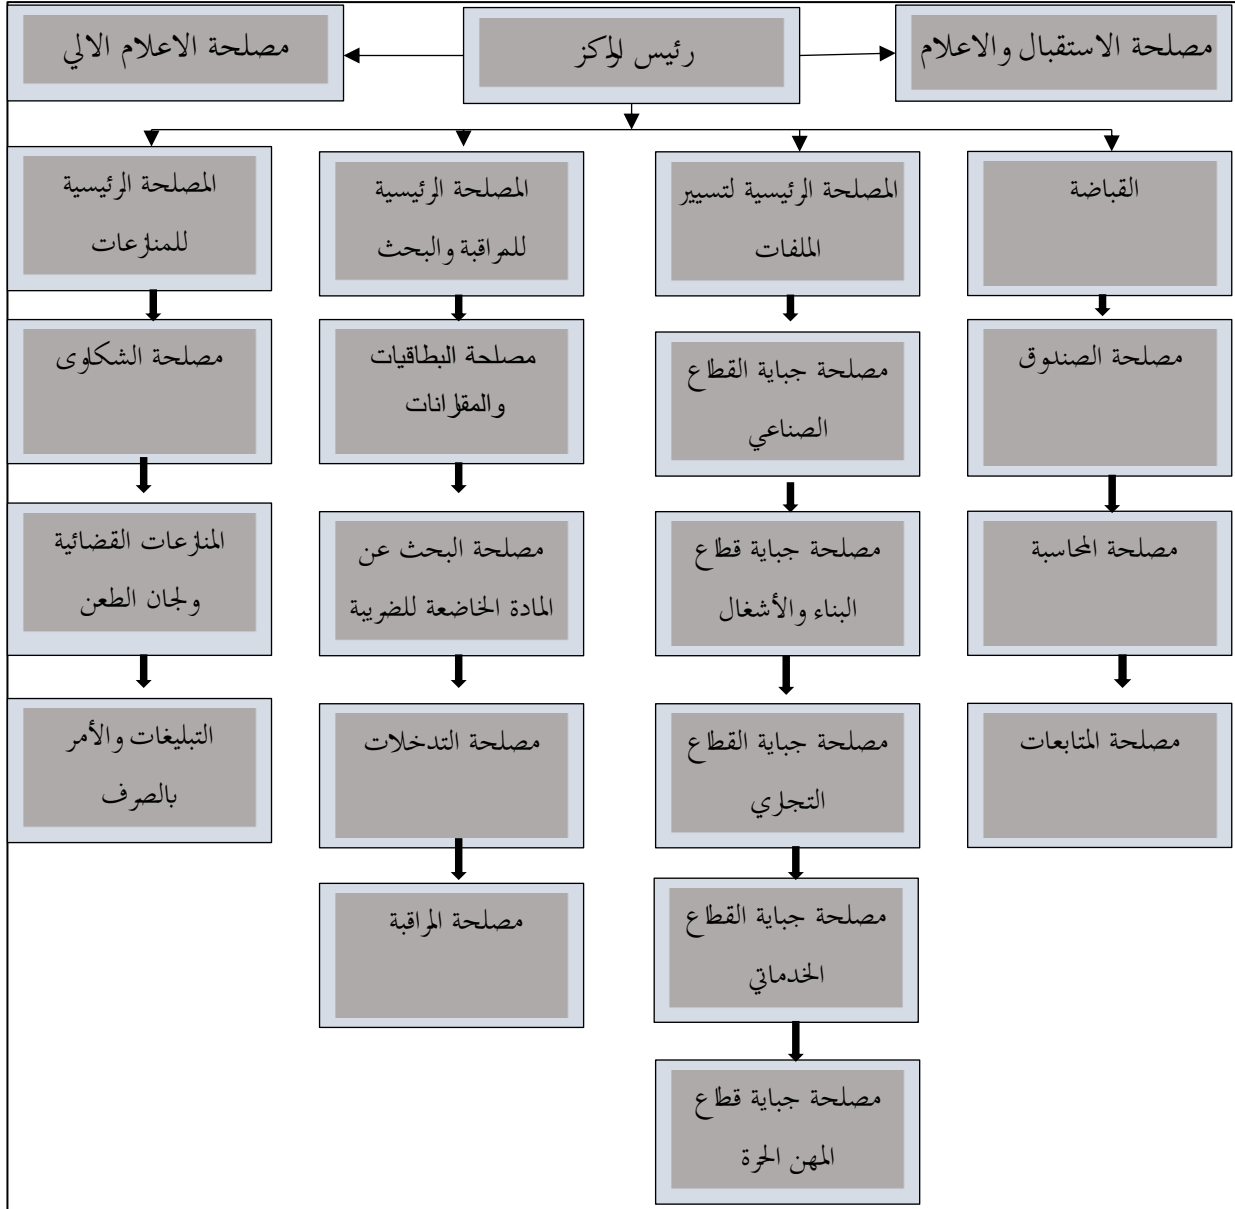 مصلحة الاستقبال والاعلام
رئيس المركز
مصلحة الاعلام الالي
القباضة
المصلحة الرئيسية لتسيير
الملفات
المصلحة الرئيسية
للمراقبة والبحث
المصلحة الرئيسية
للمنازعات
مصلحة الصندوق
مصلحة جباية القطاع
الصناعي
مصلحة البطاقيات
والمقارنات
مصلحة الشكاوى
مصلحة المحاسبة
مصلحة جباية قطاع
البناء والأشغال
مصلحة البحث عن
المادة الخاضعة للضريبة
المنازعات القضائية
ولجان الطعن
مصلحة المتابعات
مصلحة جباية القطاع
التجاري
مصلحة التدخلات
التبليغات والأمر
بالصرف
مصلحة جباية القطاع
الخدماتي
مصلحة المراقبة
مصلحة جباية قطاع
المهن الحرة